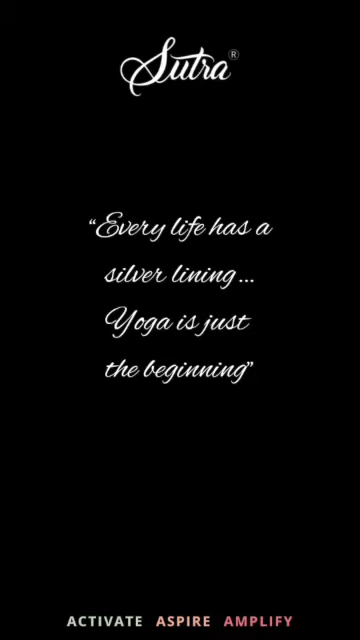 Sutra®
“Every life has a
silver lining...
Yoga is just
the beginning”
ACTIVATE ASPIRE AMPLIFY